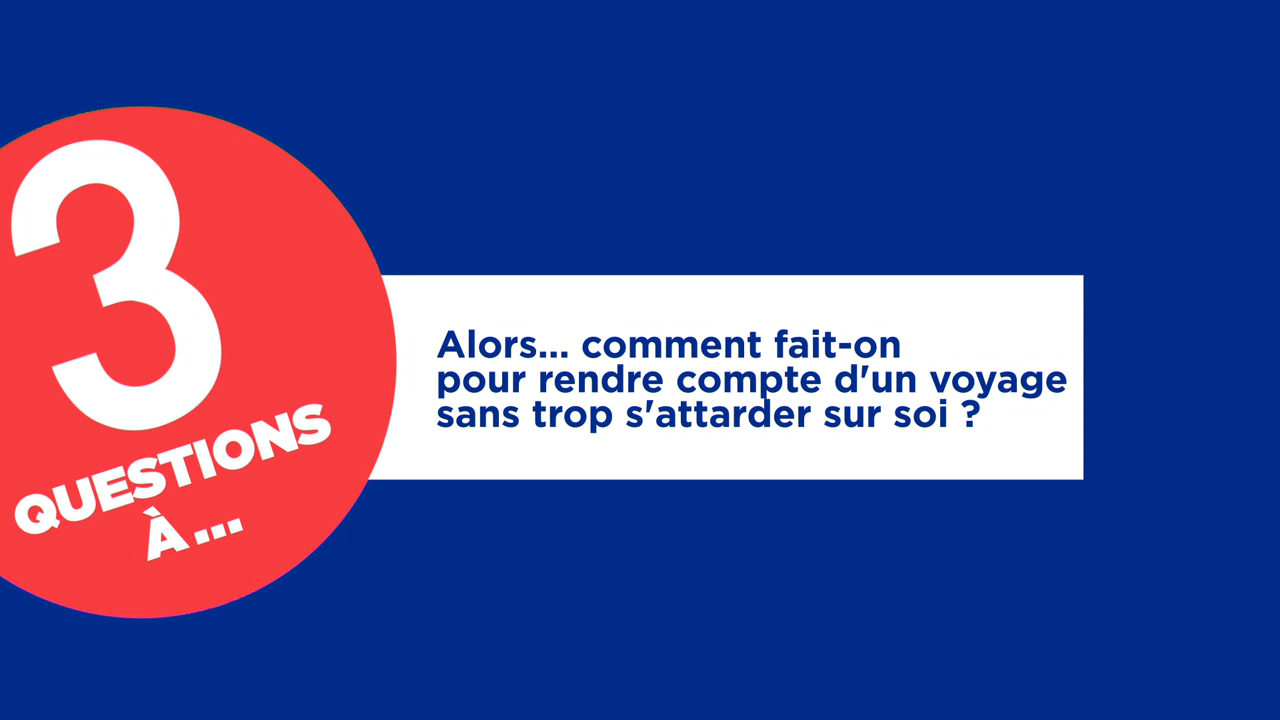 3
QUESTIONS
À...
Alors... comment fait-on
pour rendre compte d'un voyage
sans trop s'attarder sur soi ?